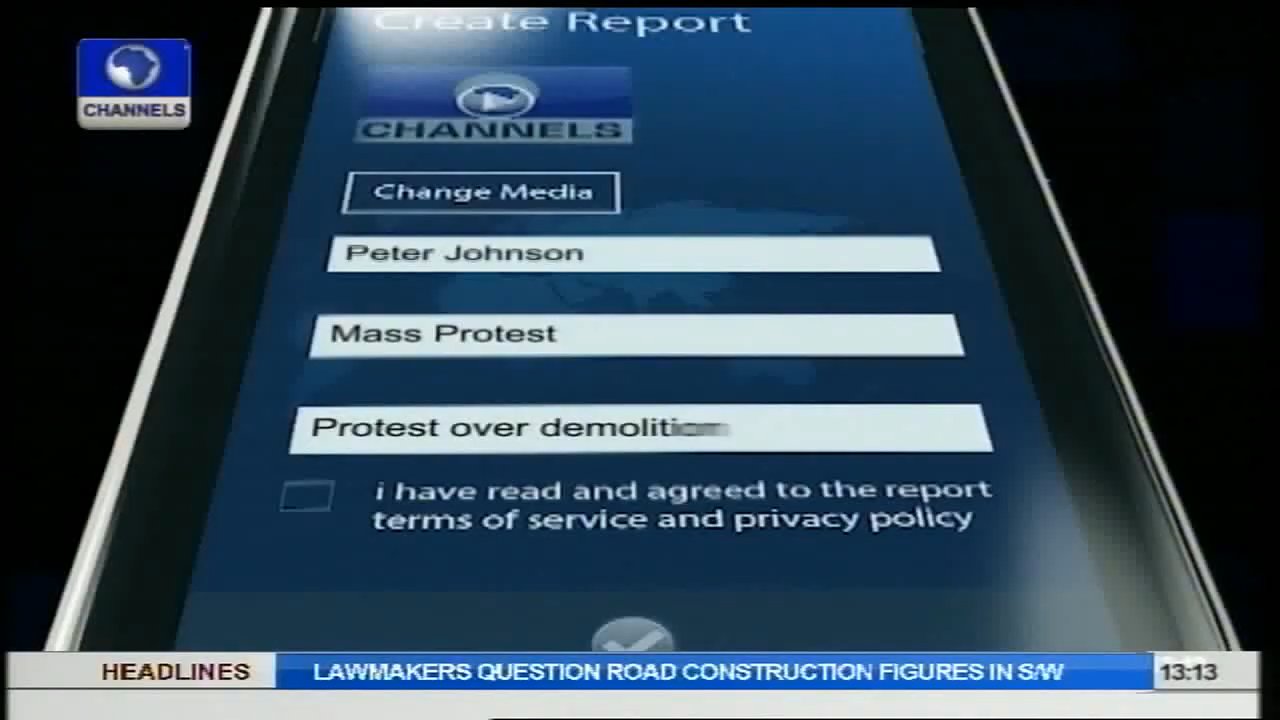 Create Report
CHANNELS
CHANNELS
Change Media
Peter Johnson
Mass Protest
Protest over demolition
i have read and agreed to the report
terms of service and privacy policy
HEADLINES
LAWMAKERS QUESTION ROAD CONSTRUCTION FIGURES IN S/W
13:13